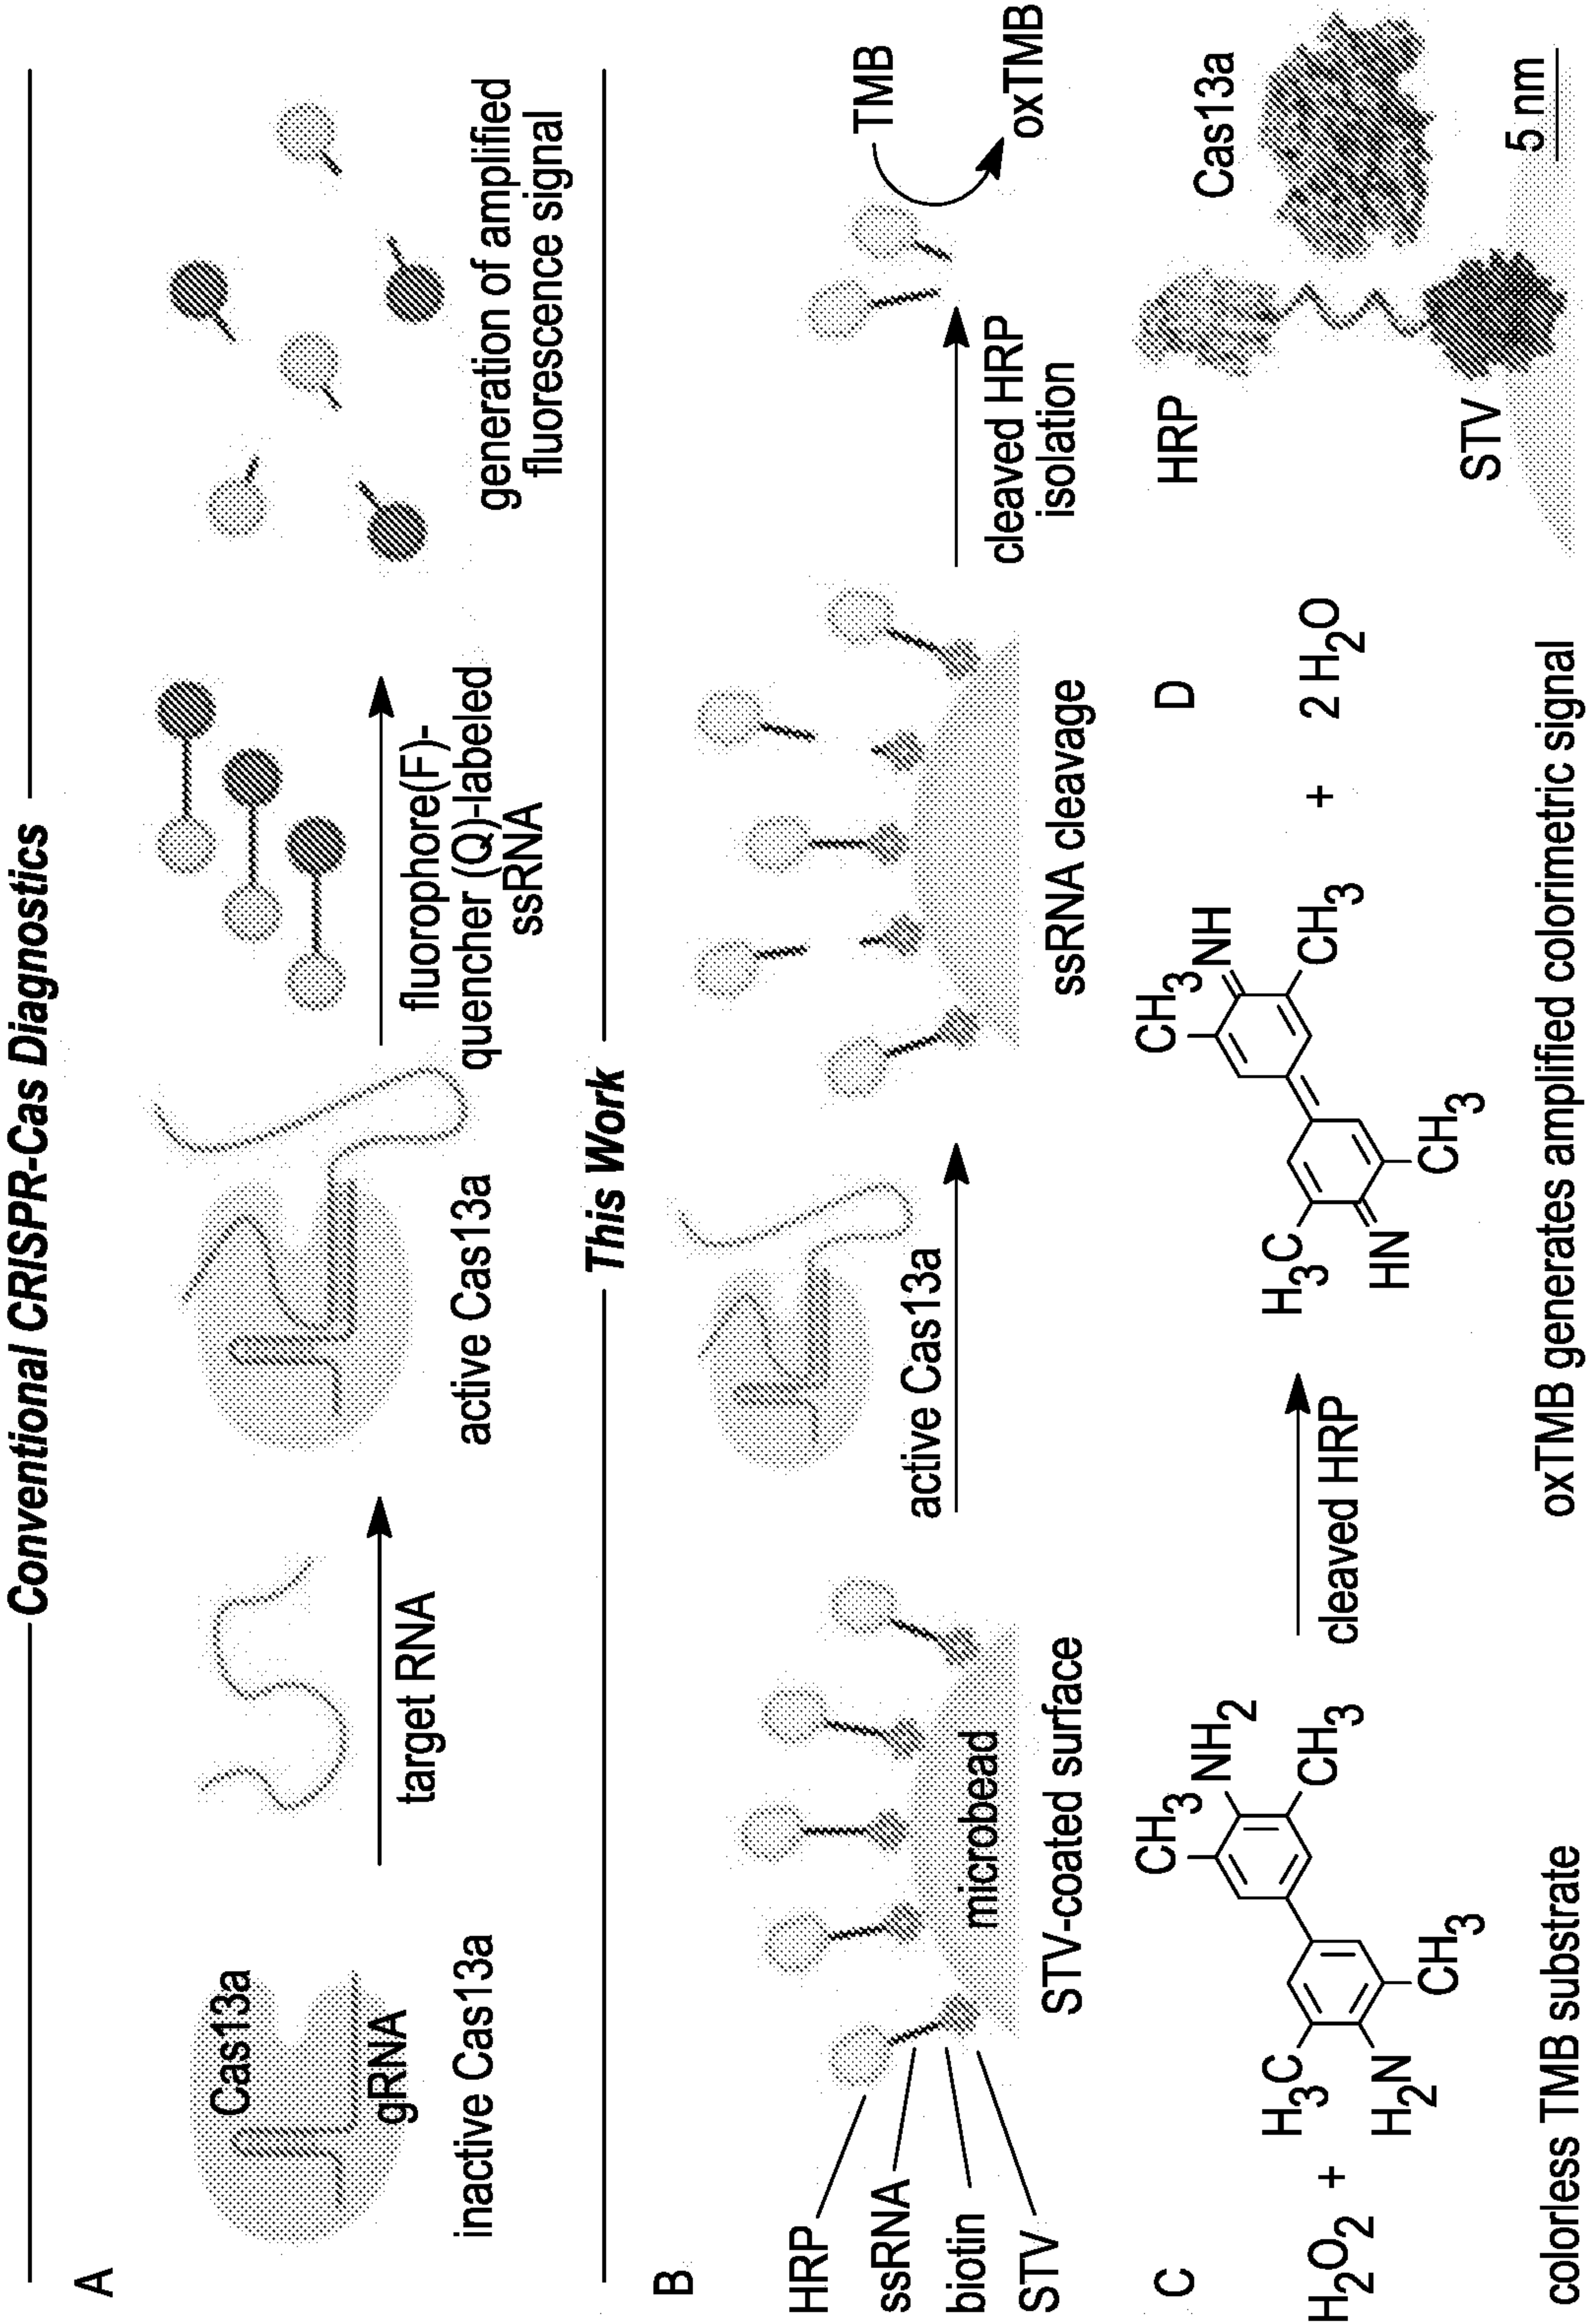 Conventional CRISPR-Cas Diagnostics
A
Cas13a
gRNA
inactive Cas13a
target RNA
active Cas13a
fluorophore(F)-
quencher (Q)-labeled
ssRNA
generation of amplified
fluorescence signal
This Work
B
HRP
ssRNA
biotin
STV
microbead
STV-coated surface
active Cas13a
ssRNA cleavage
cleaved HRP
isolation
TMB
oxTMB
C
H2O2 +
H3C
CH3
NH2
H2N
CH3
CH3
colorless TMB substrate
cleaved HRP
H3C
CH3
NH
HN
CH3
CH3
+ 2 H2O
oxTMB generates amplified colorimetric signal
D
HRP
Cas13a
STV
5 nm